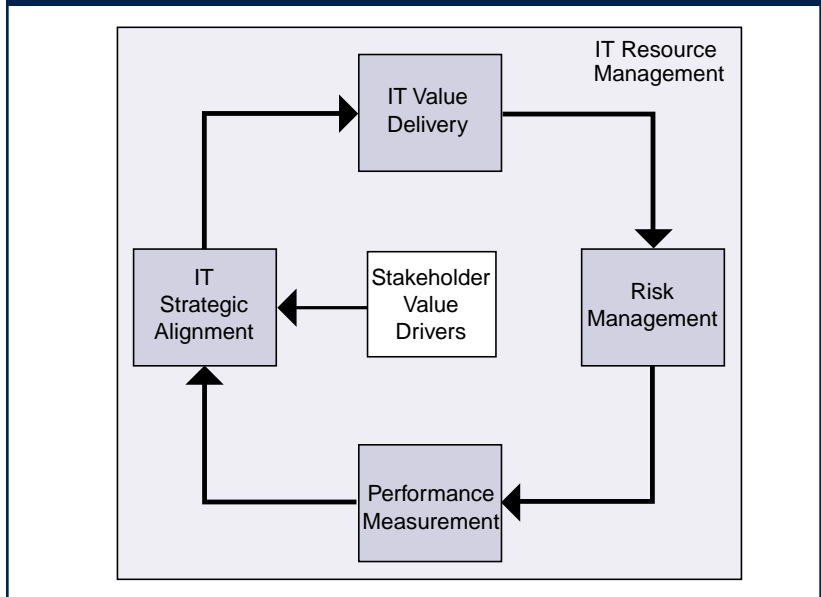 IT Resource
Management
IT Value
Delivery
IT
Strategic
Alignment
Stakeholder
Value
Drivers
Risk
Management
Performance
Measurement